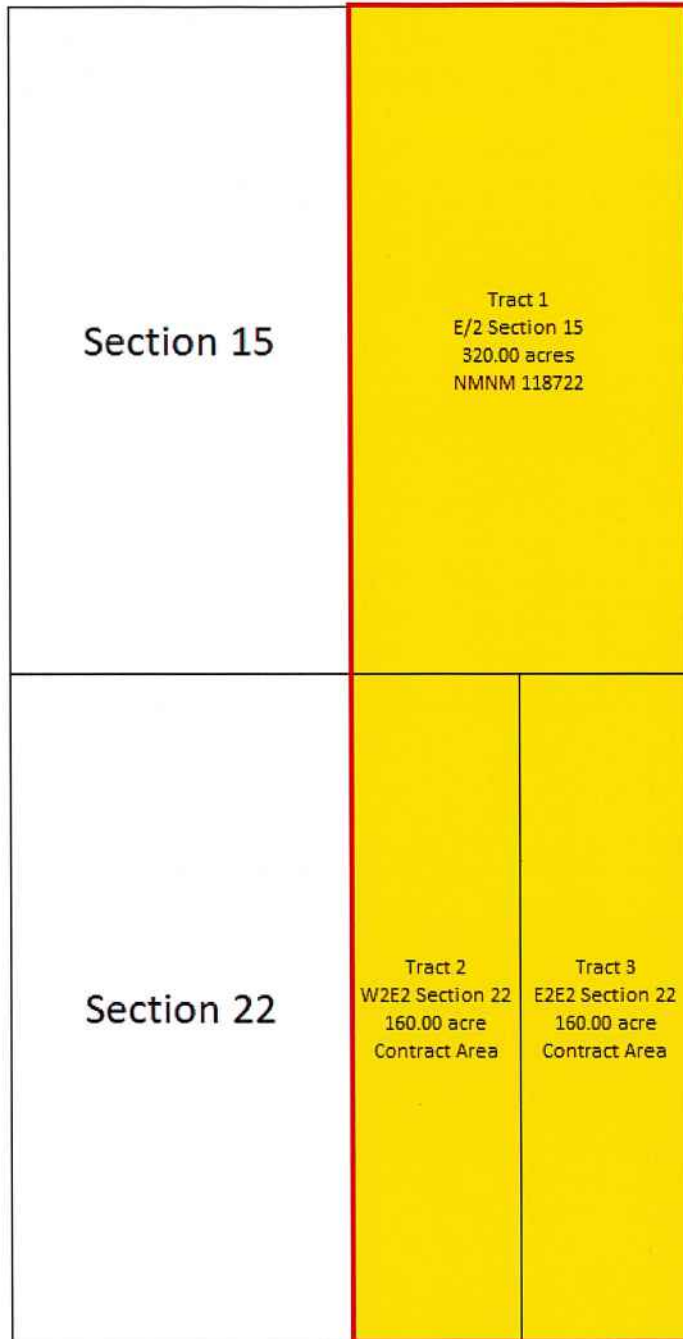 Section 15
Tract 1
E/2 Section 15
320.00 acres
NMNM 118722
Section 22
Tract 2
W2E2 Section 22
160.00 acre
Contract Area
Tract 3
E2E2 Section 22
160.00 acre
Contract Area